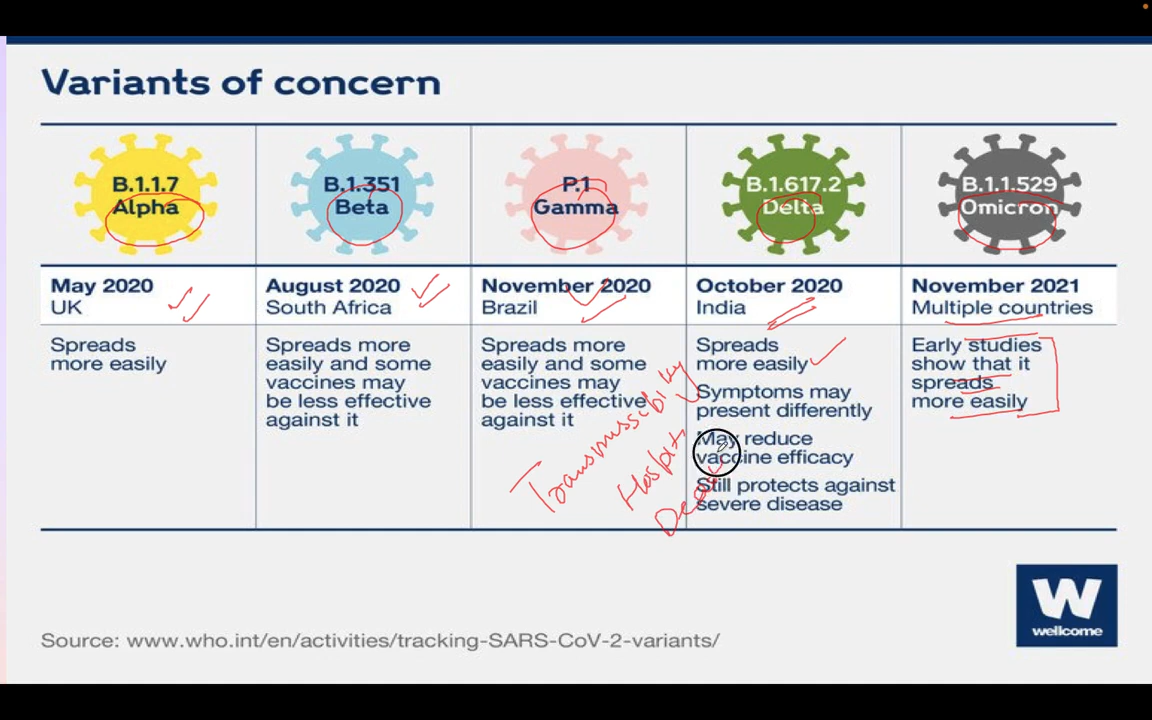 Variants of concern
B.1.1.7
Alpha
B.1.351
Beta
P.1
Gamma
B.1.617.2
Delta
B.1.1.529
Omicron
May 2020
UK
August 2020
South Africa
November 2020
Brazil
October 2020
India
November 2021
Multiple countries
Spreads
more easily
Spreads more
easily and some
vaccines may
be less effective
against it
Spreads more
easily and some
vaccines may
be less effective
against it
Spreads
more easily
Symptoms may
present differently
May reduce
vaccine efficacy
Still protects against
severe disease
Early studies
show that it
spreads
more easily
Transmissibility
Hospit
W
wellcome
Source: www.who.int/en/activities/tracking-SARS-CoV-2-variants/